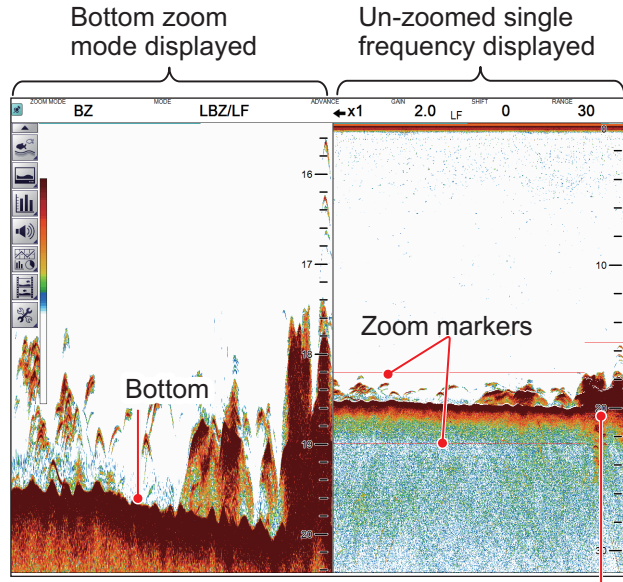 Bottom zoom
mode displayed
Un-zoomed single
frequency displayed
ZOOM MODE
BZ
MODE
LBZ/LF
ADVANCE
x1
GAIN
2.0
LF
SHIFT
0
RANGE
30
16
17
18
19
20
0
10
20
30
Zoom markers
Bottom